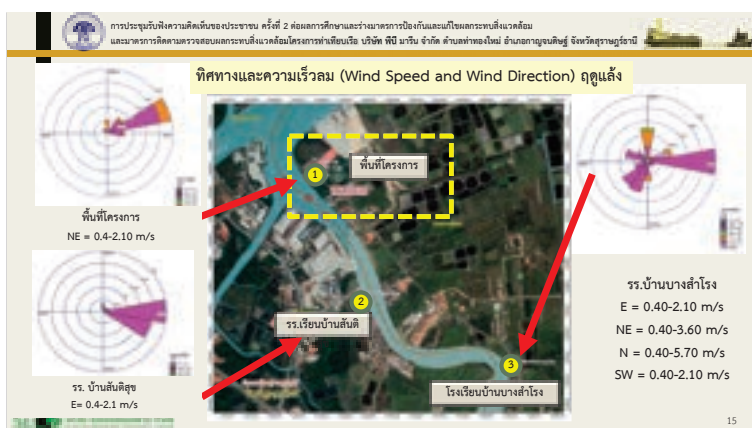 การประชุมรับฟังความคิดเห็นของประชาชน ครั้งที่ 2 ต่อผลการศึกษาและร่างมาตรการป้องกันและแก้ไขผลกระทบสิ่งแวดล้อม
และมาตรการติดตามตรวจสอบผลกระทบสิ่งแวดล้อมโครงการท่าเทียบเรือ บริษัท พีบี มารีน จำกัด ตำบลท่าทองใหม่ อำเภอกาญจนดิษฐ์ จังหวัดสุราษฎร์ธานี
ทิศทางและความเร็วลม (Wind Speed and Wind Direction) ฤดูแล้ง
พื้นที่โครงการ
1
พื้นที่โครงการ
NE = 0.4-2.10 m/s
รร.บ้านบางสำโรง
E = 0.40-2.10 m/s
NE = 0.40-3.60 m/s
N = 0.40-5.70 m/s
SW = 0.40-2.10 m/s
2
รร.เรียนบ้านสันติ
3
โรงเรียนบ้านบางสำโรง
รร. บ้านสันติสุข
E= 0.4-2.1 m/s
15